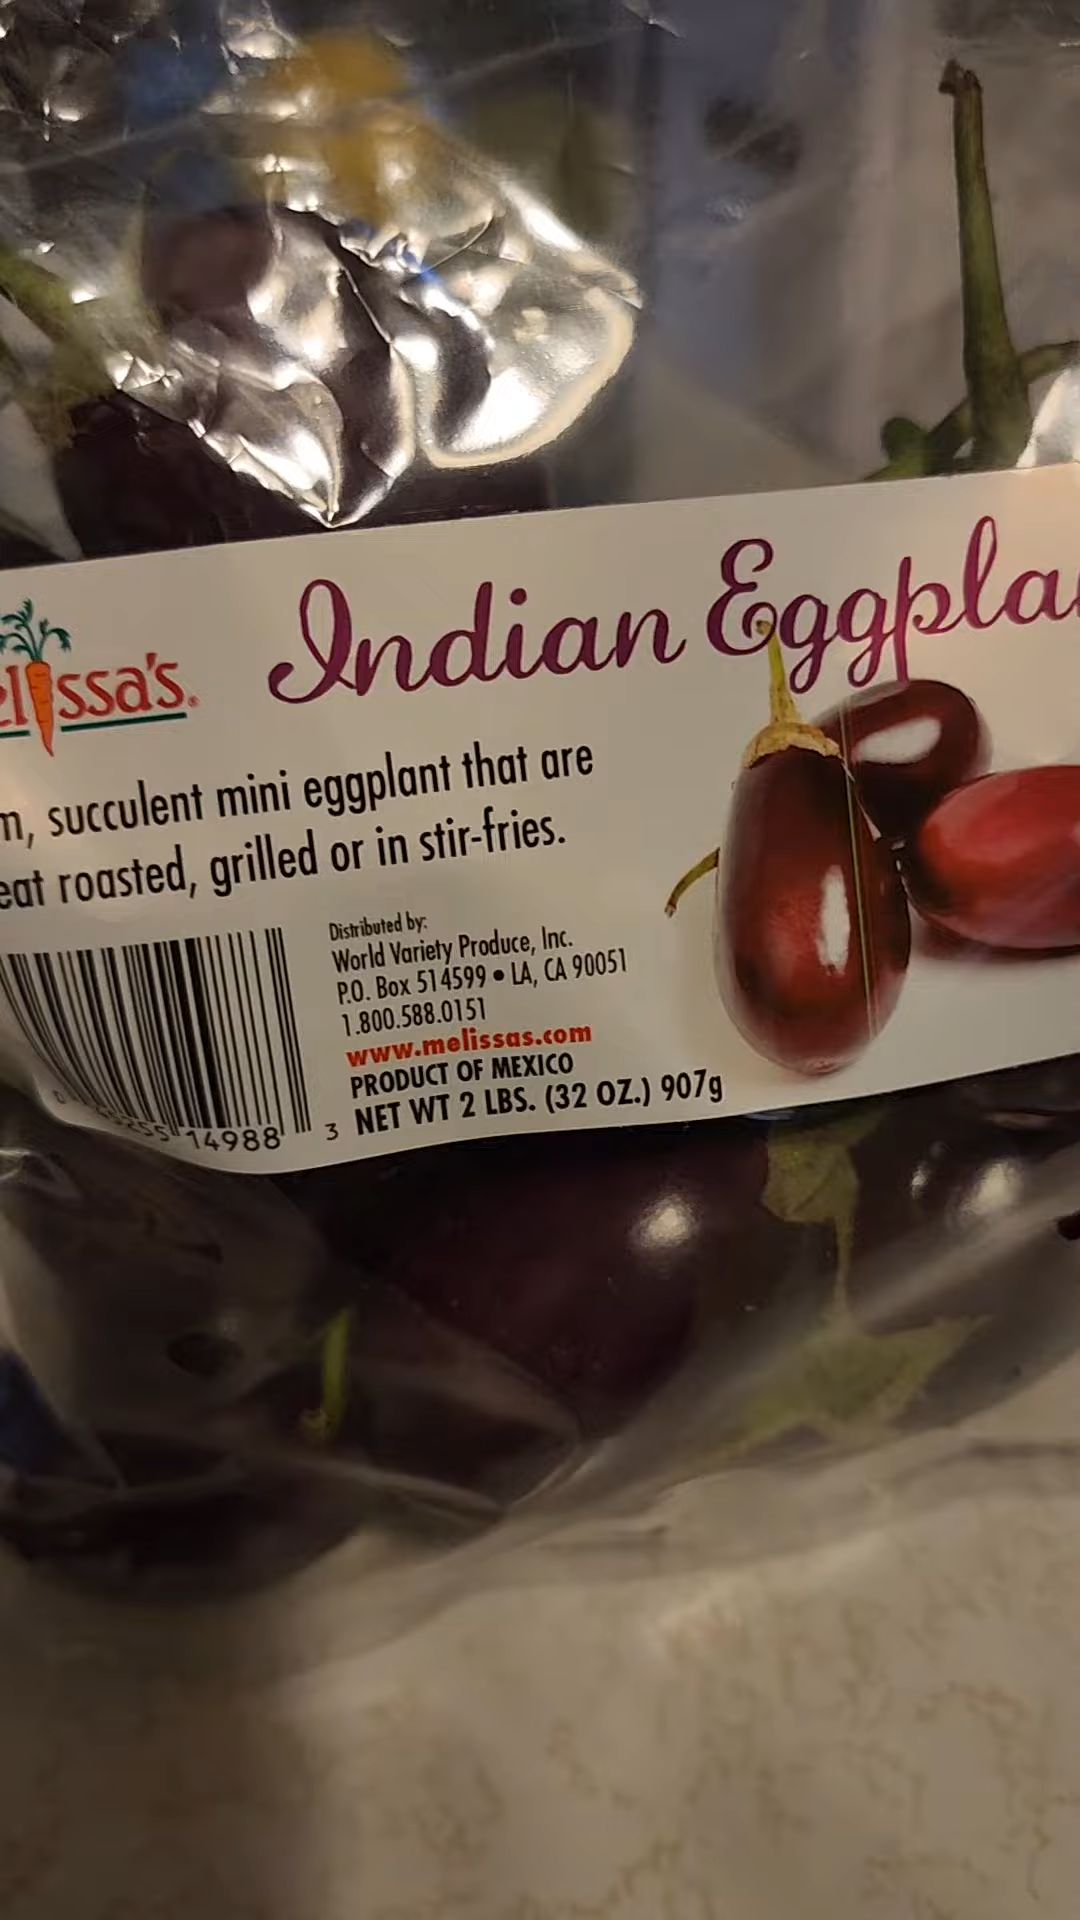 Indian
elissa's.
succulent mini eggplant that are
roasted, grilled or in stir-fries.
Distributed by:
World Variety Produce, Inc.
P.O. Box 514599 • LA, CA 90051
1.800.588.0151
www.melissas.com
PRODUCT OF MEXICO
NET WT 2 LBS. (32 OZ.) 907g
14988 3